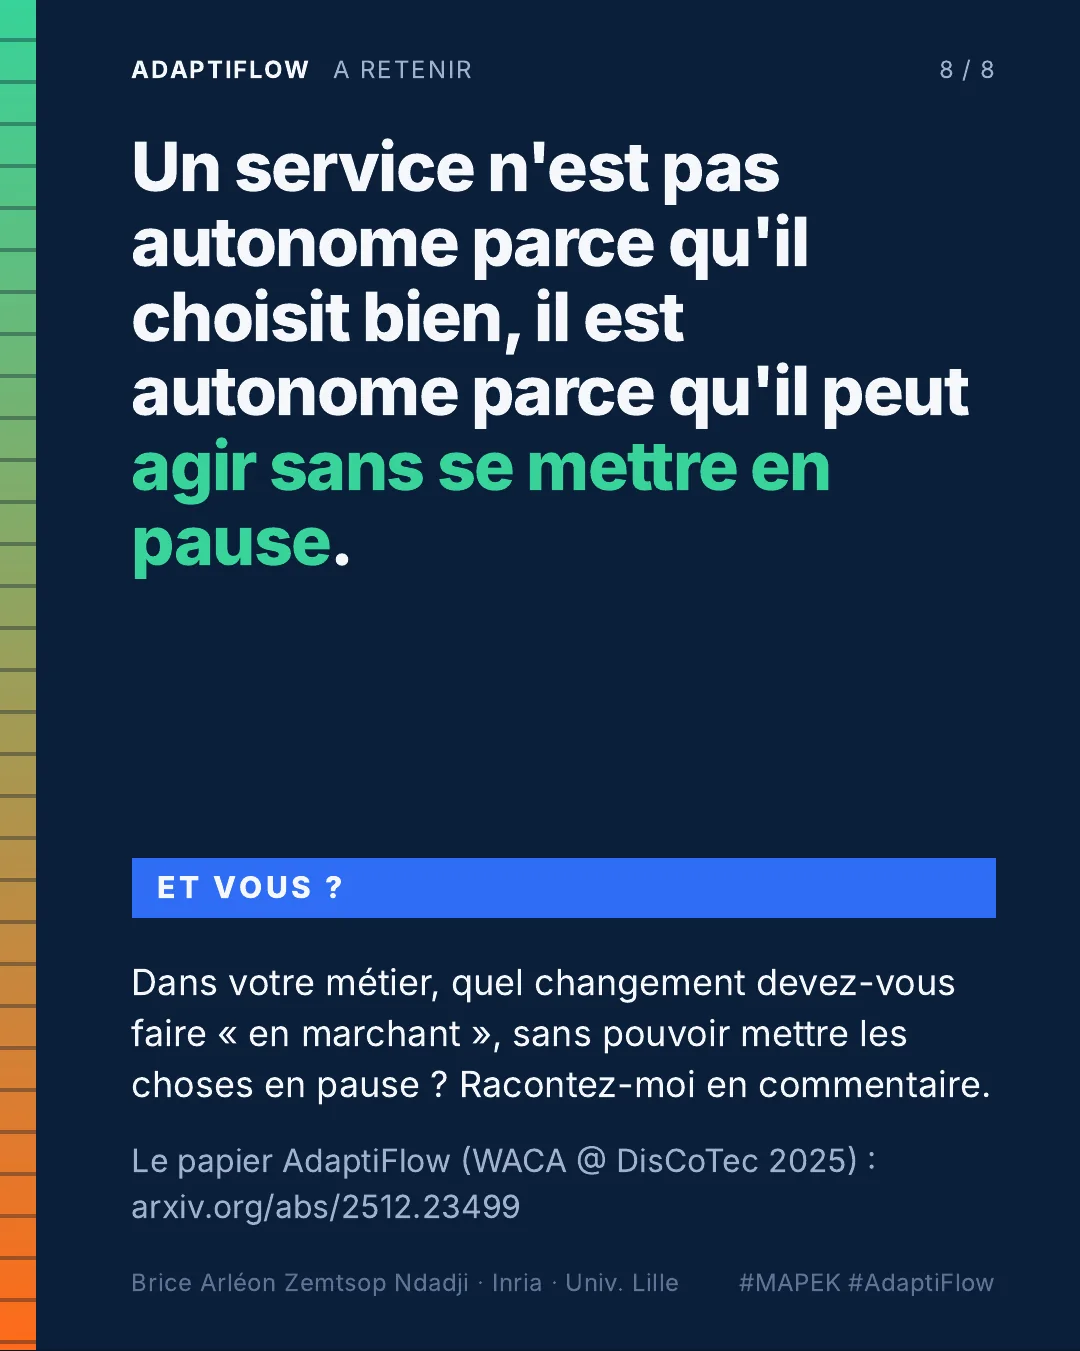 ADAPTIFLOW A RETENIR 8 / 8
Un service n'est pas
autonome parce qu'il
choisit bien, il est
autonome parce qu'il peut
agir sans se mettre en
pause.
ET VOUS ?
Dans votre métier, quel changement devez-vous
faire « en marchant », sans pouvoir mettre les
choses en pause ? Racontez-moi en commentaire.
Le papier AdaptiFlow (WACA @ DisCoTec 2025) :
arxiv.org/abs/2512.23499
Brice Arléon Zemtsop Ndadji · Inria · Univ. Lille #MAPEK #AdaptiFlow